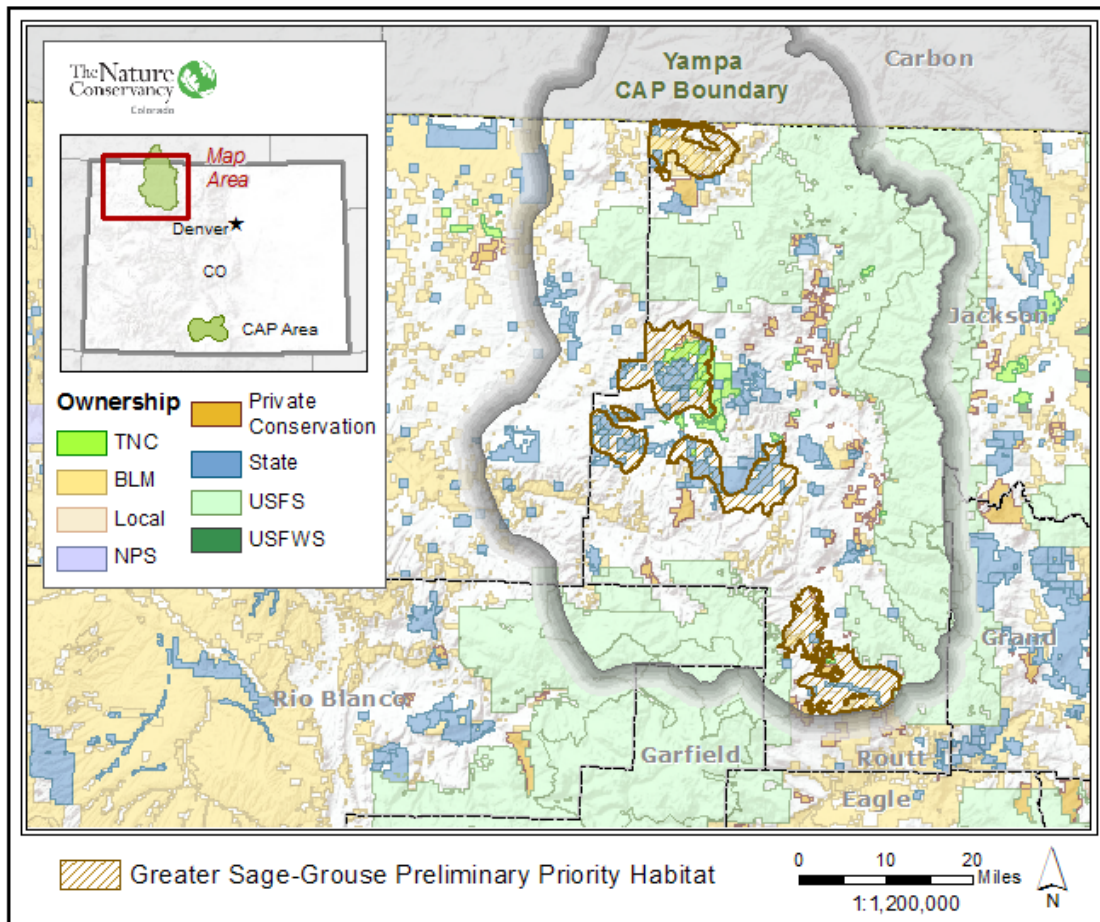 The Nature
Conservancy
Colorado
Map
Area
Denver
CO
CAP Area
Ownership
TNC
BLM
Local
NPS
Private
Conservation
State
USFS
USFWS
Yampa
CAP Boundary
Carbon
Jackson
Grand
Rio Blanco
Garfield
Routt
Eagle
Greater Sage-Grouse Preliminary Priority Habitat
0 10 20
Miles
1:1,200,000
N